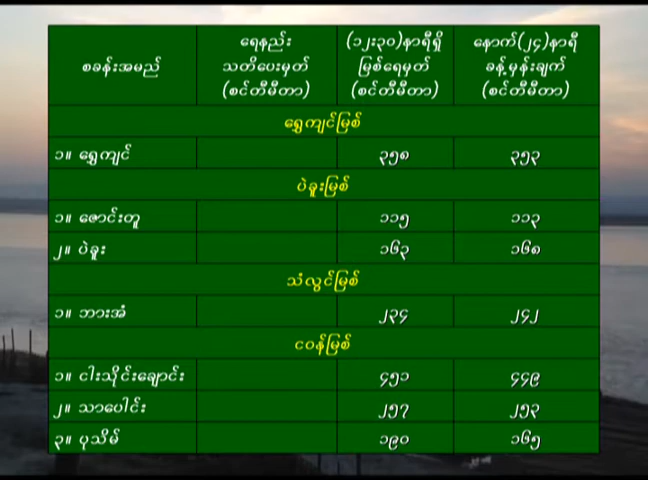 စခန်းအမည်
ရေနည်း
သတိပေးမှတ်
(စင်တီမီတာ)
(၁၂း၃၀)နာရီရှိ
မြစ်ရေမှတ်
(စင်တီမီတာ)
နောက်(၂၄)နာရီ
ခန့်မှန်းချက်
(စင်တီမီတာ)
ရွှေကျင်မြစ်
၁။ ရွှေကျင် ၃၅၈ ၃၅၃
ပဲခူးမြစ်
၁။ ဇောင်းတူ ၁၁၅ ၁၁၃
၂။ ပဲခူး ၁၆၃ ၁၆၈
သံလွင်မြစ်
၁။ ဘားအံ ၂၃၄ ၂၄၂
ငဝန်မြစ်
၁။ ငါးသိုင်းချောင်း ၄၅၁ ၄၄၉
၂။ သာပေါင်း ၂၅၇ ၂၅၃
၃။ ပုသိမ် ၁၉၀ ၁၆၅